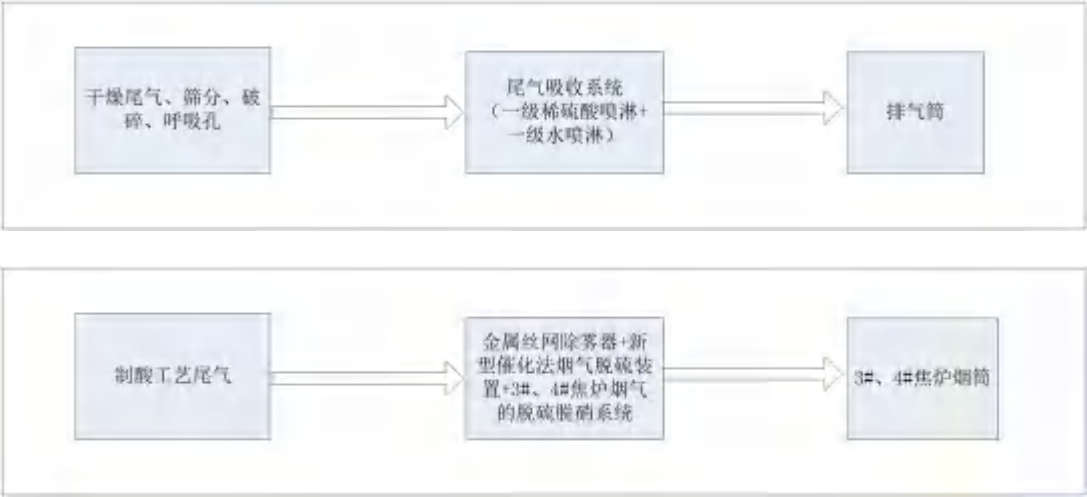 干燥尾气、筛分、破
碎、呼吸孔
尾气吸收系统
（一级稀硫酸喷淋+
一级水喷淋）
排气筒
制酸工艺尾气
金属丝网除雾器+新
型催化法烟气脱硫装
置+3#、4#焦炉烟气
的脱硫脱硝系统
3#、4#焦炉烟筒